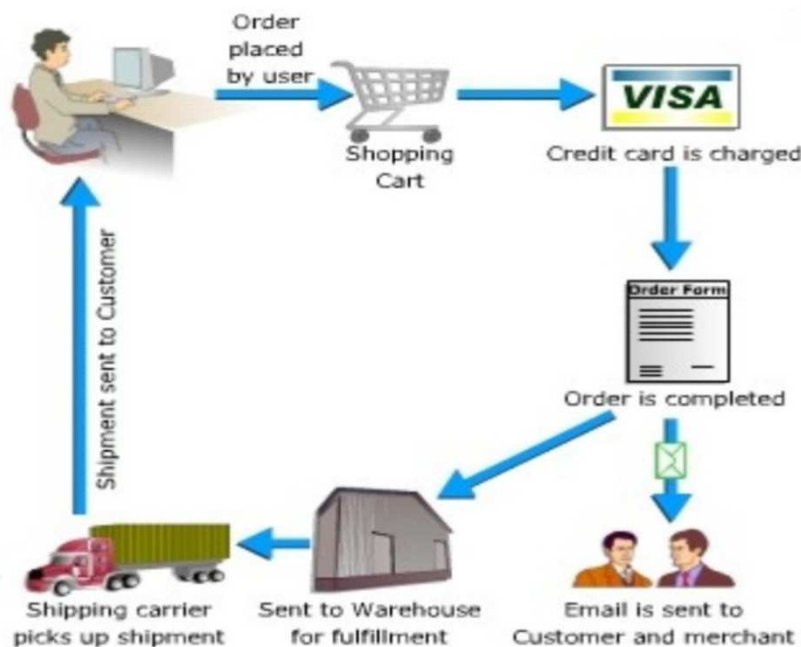 Order
placed
by user
Shopping
Cart
VISA
Credit card is charged
Order Form
Order is completed
Shipment sent to Customer
Shipping carrier
picks up shipment
Sent to Warehouse
for fulfillment
Email is sent to
Customer and merchant